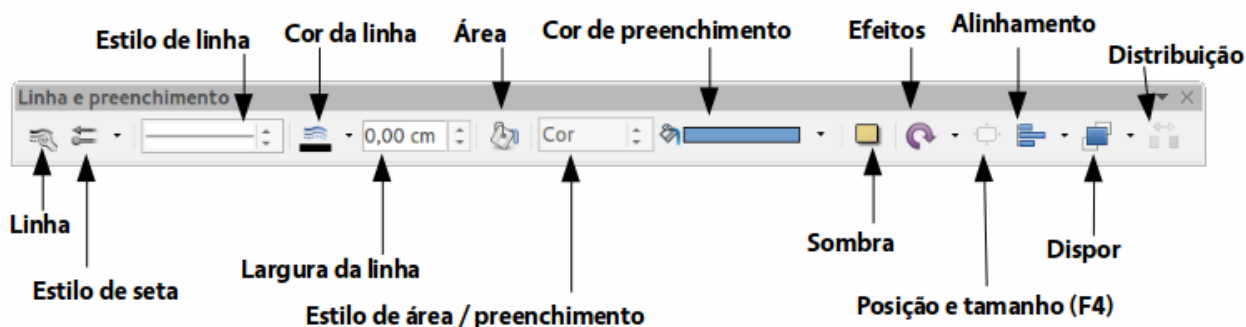 Estilo de linha
Cor da linha
Área
Cor de preenchimento
Efeitos
Alinhamento
Distribuição
Linha e preenchimento
0,00 cm
Cor
Linha
Estilo de seta
Largura da linha
Estilo de área / preenchimento
Sombra
Posição e tamanho (F4)
Dispor